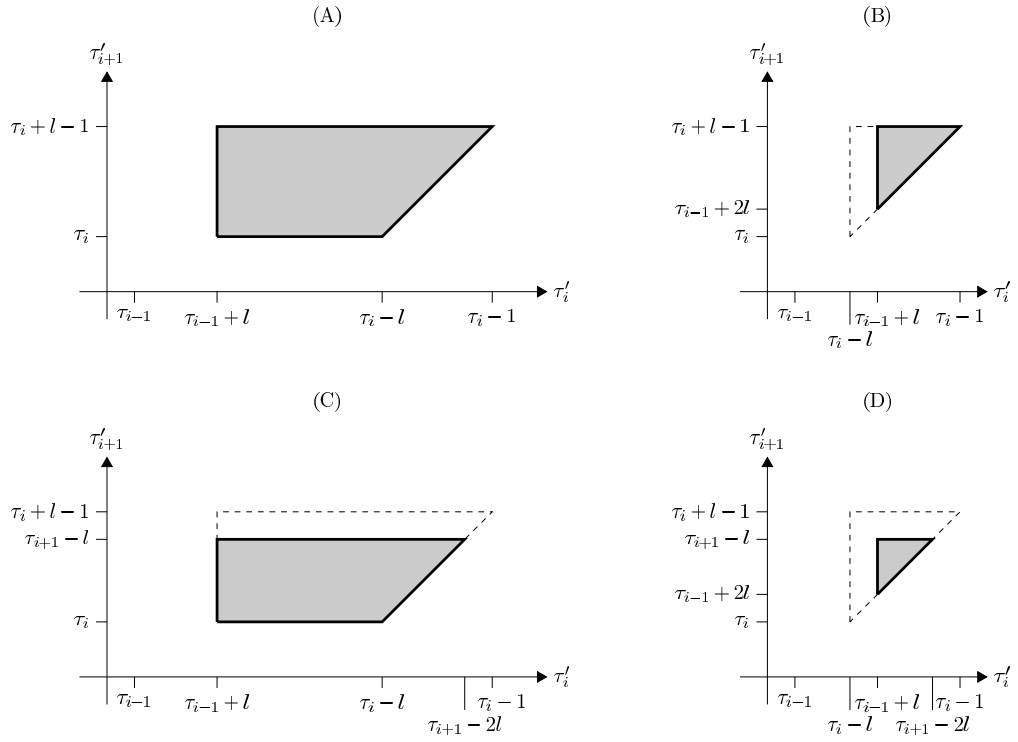 (A)
(B)
τ′ᵢ₊₁
τ′ᵢ₊₁
τᵢ + l − 1
τᵢ + l − 1
τᵢ₋₁ + 2l
τᵢ
τᵢ
τ′ᵢ
τ′ᵢ
τᵢ₋₁
τᵢ₋₁ + l
τᵢ − l
τᵢ − 1
τᵢ₋₁
τᵢ₋₁ + l
τᵢ − 1
τᵢ − l
(C)
(D)
τ′ᵢ₊₁
τ′ᵢ₊₁
τᵢ + l − 1
τᵢ + l − 1
τᵢ₊₁ − l
τᵢ₊₁ − l
τᵢ₋₁ + 2l
τᵢ
τᵢ
τ′ᵢ
τ′ᵢ
τᵢ₋₁
τᵢ₋₁ + l
τᵢ − l
τᵢ − 1
τᵢ₋₁
τᵢ₋₁ + l
τᵢ − 1
τᵢ₊₁ − 2l
τᵢ − l
τᵢ₊₁ − 2l